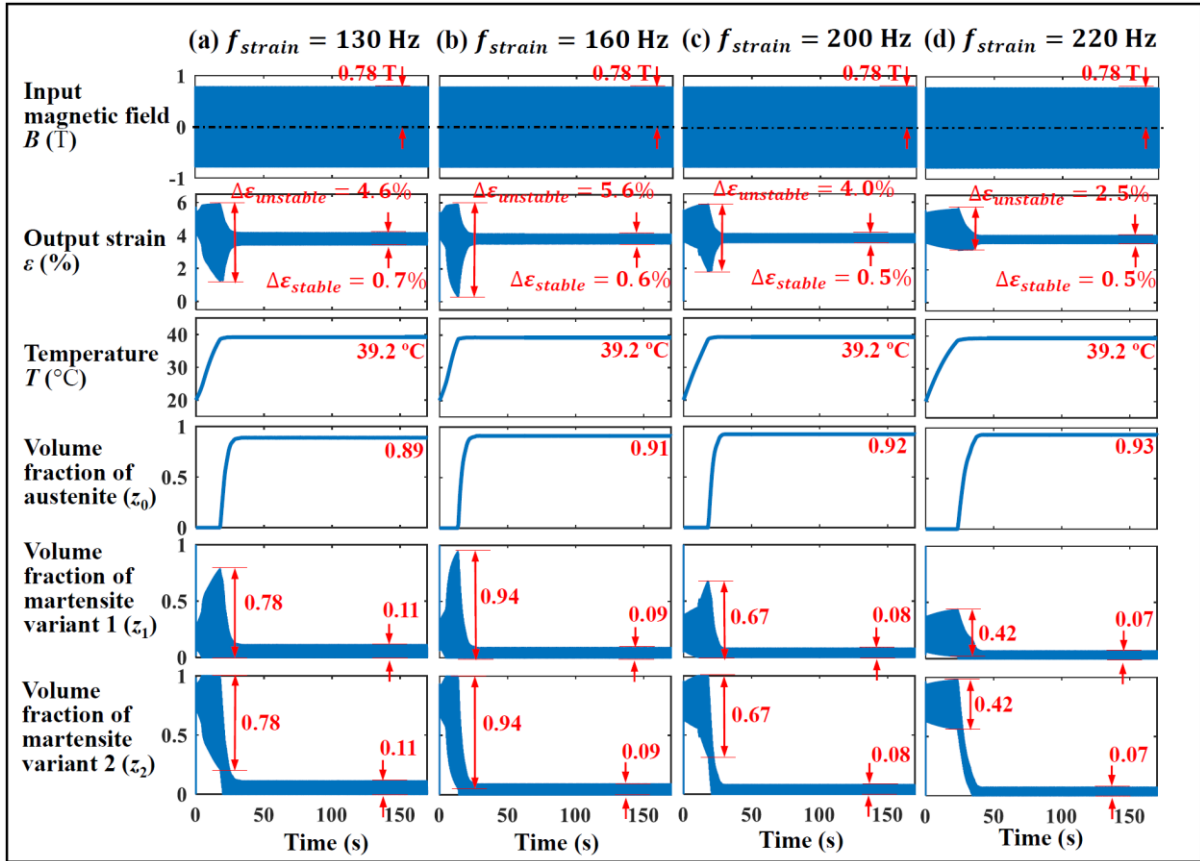 (a) f_strain = 130 Hz (b) f_strain = 160 Hz (c) f_strain = 200 Hz (d) f_strain = 220 Hz
Input
magnetic field
B (T)
1
0
-1
0.78 T 0.78 T 0.78 T 0.78 T
Output strain
ε (%)
6
4
2
0
Δε_unstable = 4.6% Δε_unstable = 5.6% Δε_unstable = 4.0% Δε_unstable = 2.5%
Δε_stable = 0.7% Δε_stable = 0.6% Δε_stable = 0.5% Δε_stable = 0.5%
Temperature
T (°C)
40
30
20
39.2 ºC 39.2 ºC 39.2 ºC 39.2 ºC
Volume
fraction of
austenite (z₀)
1
0.5
0
0.89 0.91 0.92 0.93
Volume
fraction of
martensite
variant 1 (z₁)
1
0.5
0
0.78 0.11 0.94 0.09 0.67 0.08 0.42 0.07
Volume
fraction of
martensite
variant 2 (z₂)
1
0.5
0
0.78 0.11 0.94 0.09 0.67 0.08 0.42 0.07
0 50 100 150 0 50 100 150 0 50 100 150 0 50 100 150
Time (s) Time (s) Time (s) Time (s)